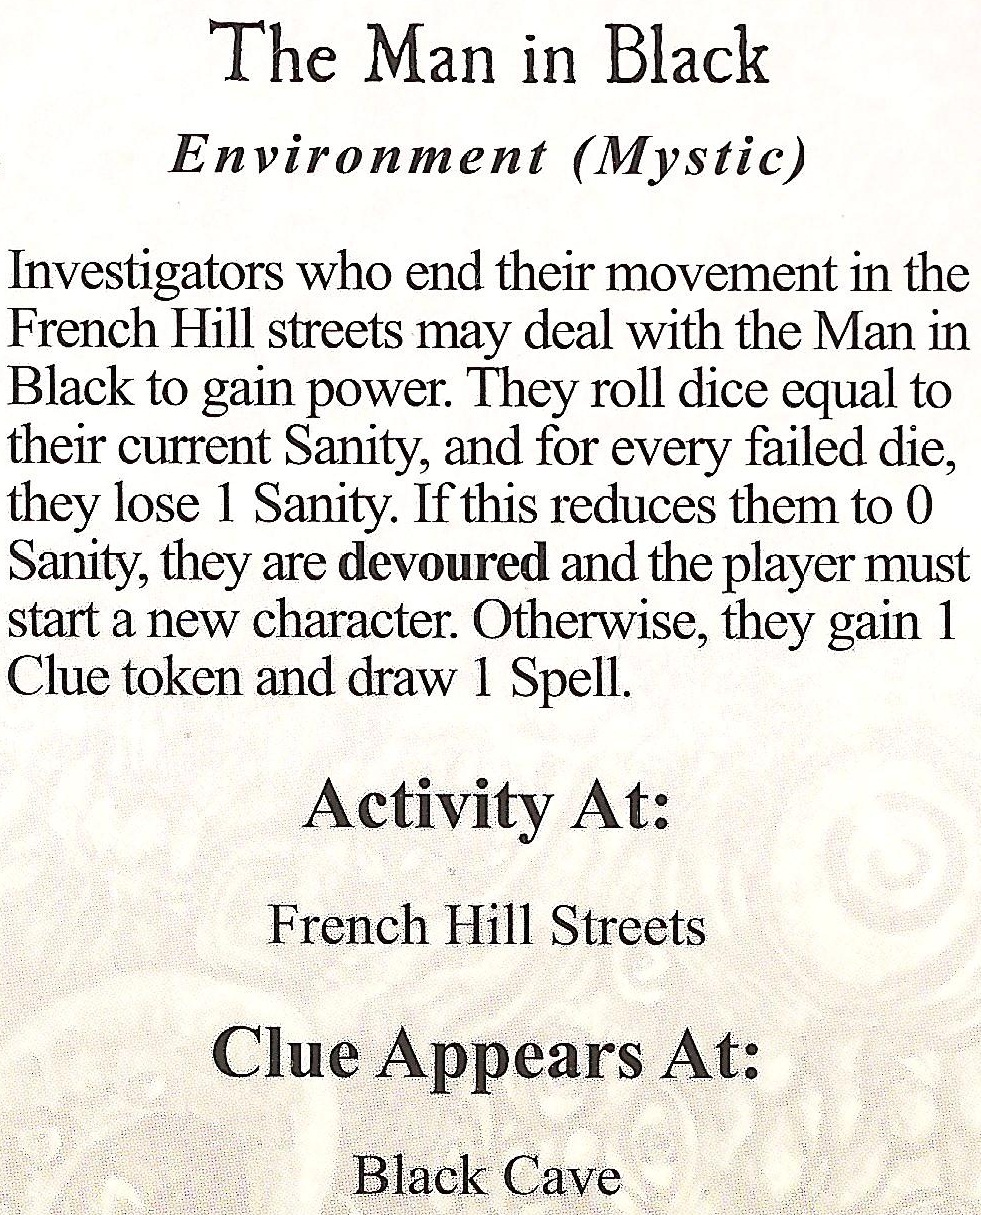 The Man in Black
Environment (Mystic)
Investigators who end their movement in the
French Hill streets may deal with the Man in
Black to gain power. They roll dice equal to
their current Sanity, and for every failed die,
they lose 1 Sanity. If this reduces them to 0
Sanity, they are devoured and the player must
start a new character. Otherwise, they gain 1
Clue token and draw 1 Spell.
Activity At:
French Hill Streets
Clue Appears At:
Black Cave